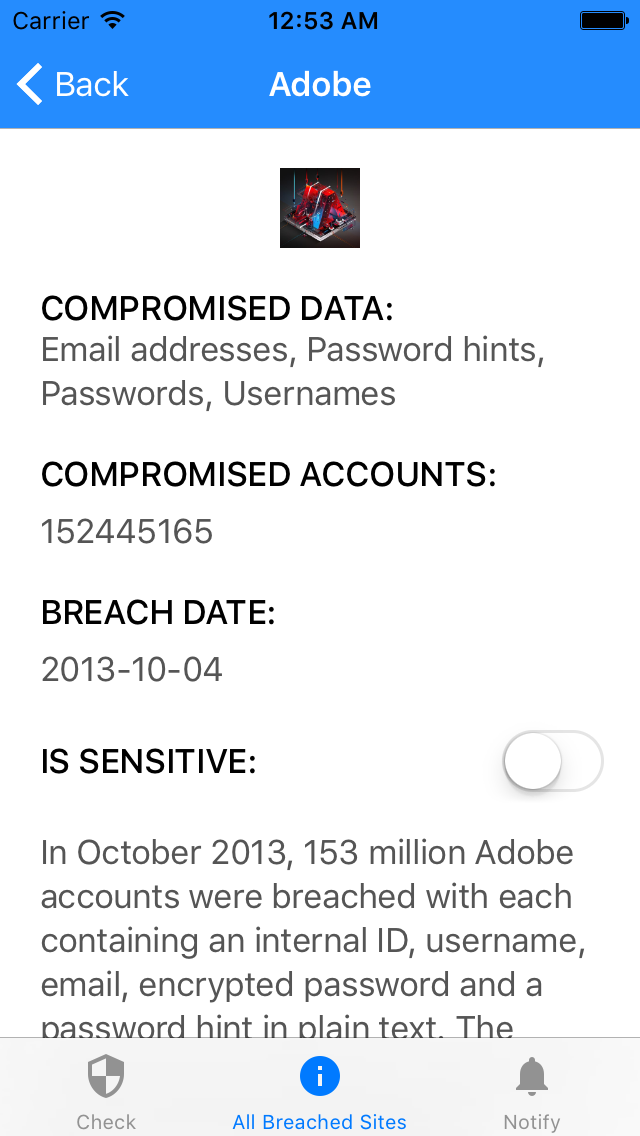 Carrier 12:53 AM
Back Adobe
COMPROMISED DATA:
Email addresses, Password hints,
Passwords, Usernames
COMPROMISED ACCOUNTS:
152445165
BREACH DATE:
2013-10-04
IS SENSITIVE:
In October 2013, 153 million Adobe
accounts were breached with each
containing an internal ID, username,
email, encrypted password and a
password hint in plain text. The
Check All Breached Sites Notify